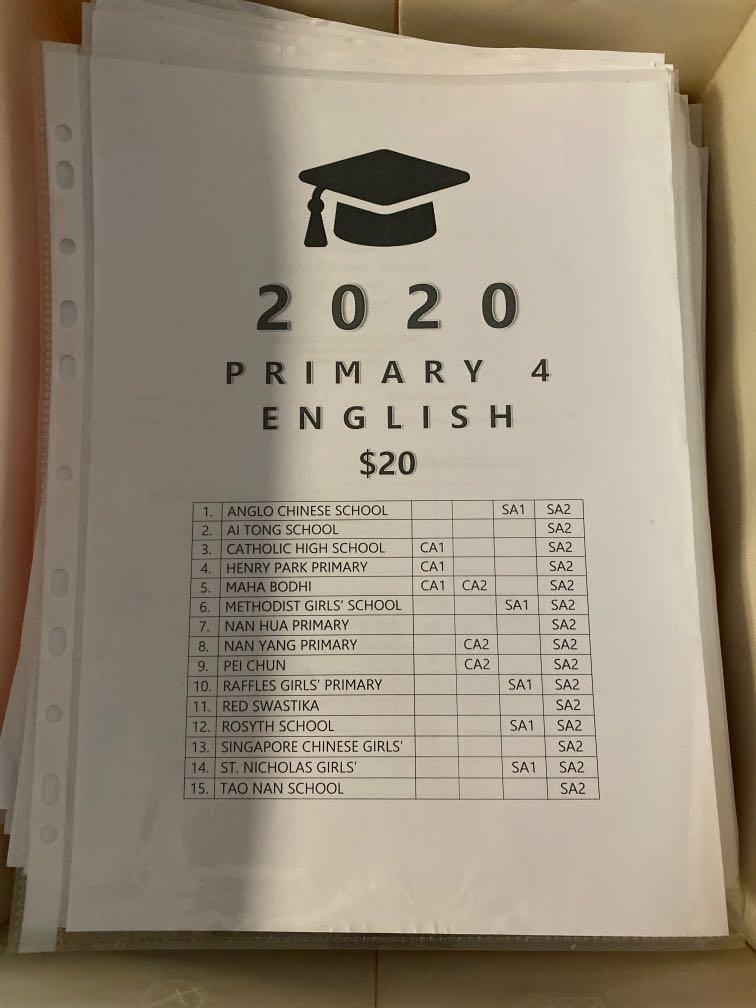 2020
PRIMARY 4
ENGLISH
$20
1. ANGLO CHINESE SCHOOL SA1 SA2
2. AI TONG SCHOOL SA2
3. CATHOLIC HIGH SCHOOL CA1 SA2
4. HENRY PARK PRIMARY CA1 SA2
5. MAHA BODHI CA1 CA2 SA2
6. METHODIST GIRLS' SCHOOL SA1 SA2
7. NAN HUA PRIMARY SA2
8. NAN YANG PRIMARY CA2 SA2
9. PEI CHUN CA2 SA2
10. RAFFLES GIRLS' PRIMARY SA1 SA2
11. RED SWASTIKA SA2
12. ROSYTH SCHOOL SA1 SA2
13. SINGAPORE CHINESE GIRLS' SA2
14. ST. NICHOLAS GIRLS' SA1 SA2
15. TAO NAN SCHOOL SA2